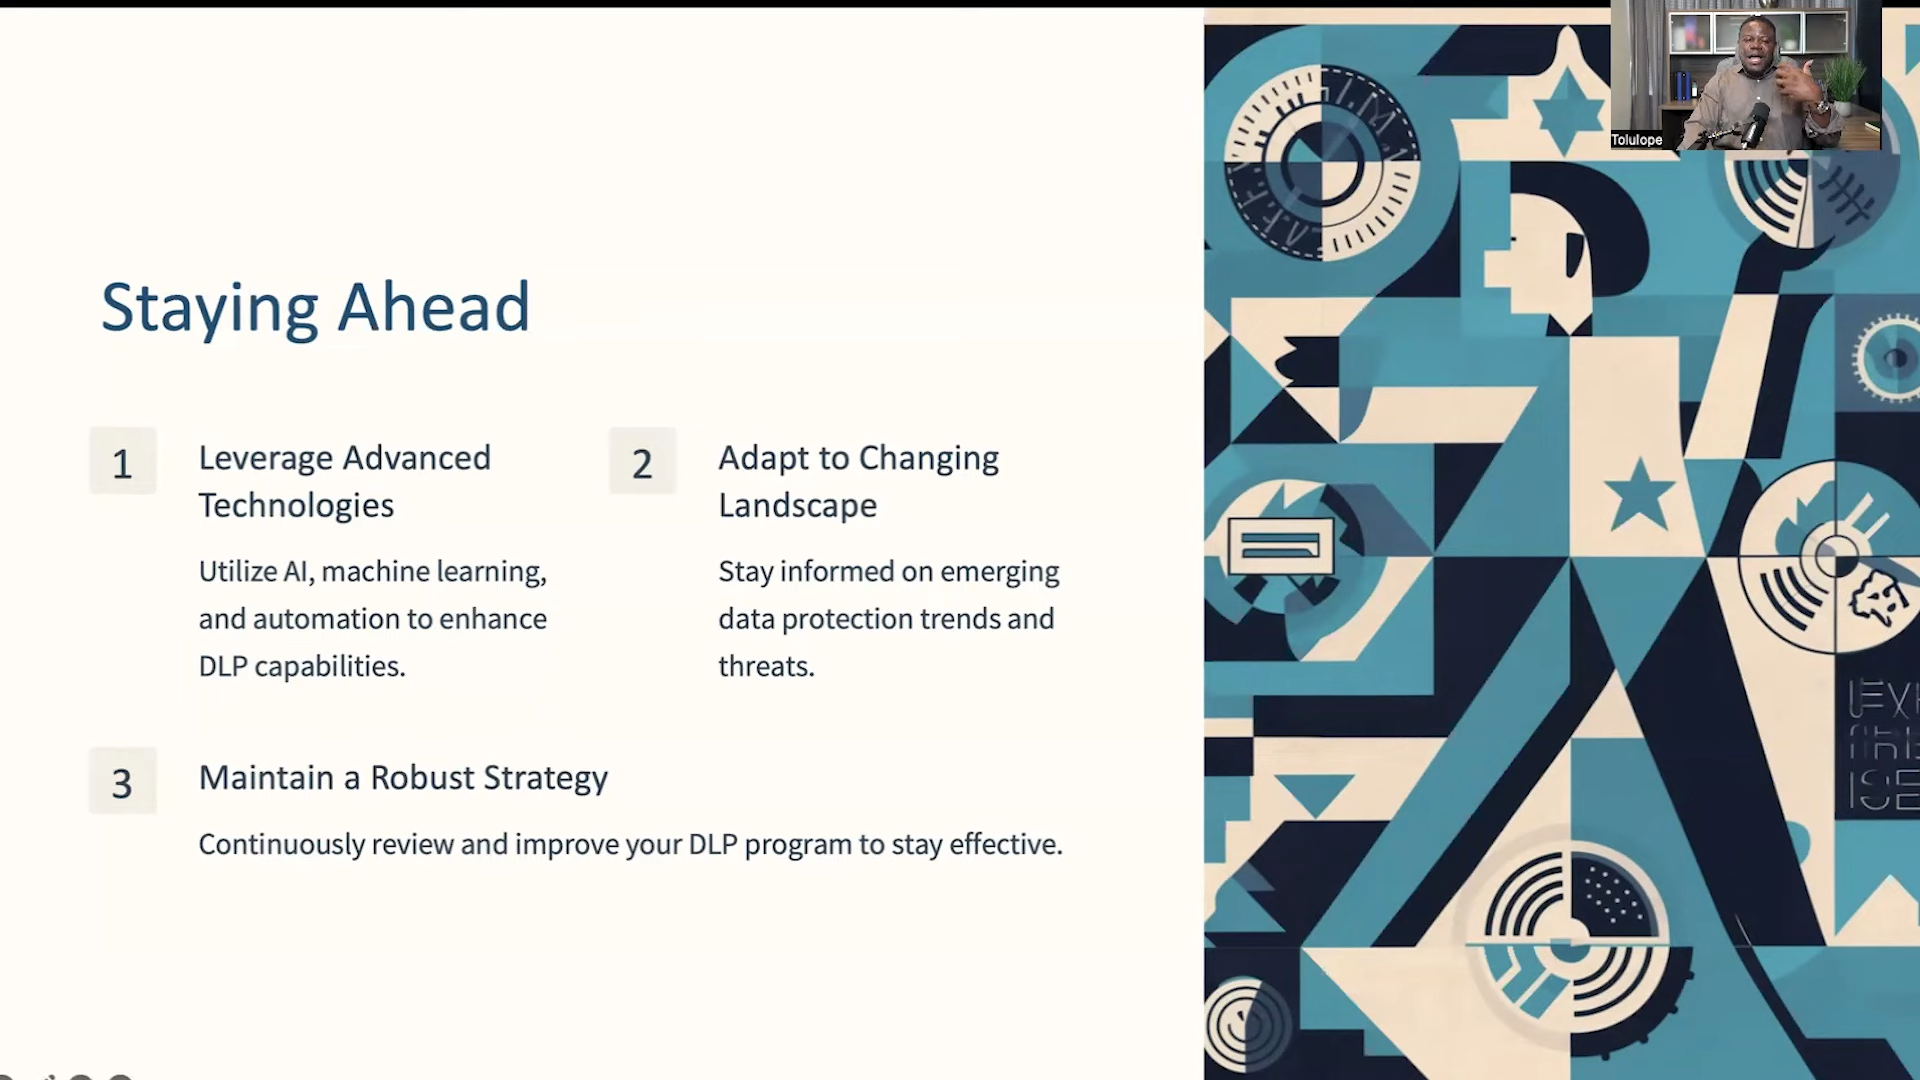 Tolulope
Staying Ahead
1
Leverage Advanced
Technologies
Utilize AI, machine learning,
and automation to enhance
DLP capabilities.
2
Adapt to Changing
Landscape
Stay informed on emerging
data protection trends and
threats.
3
Maintain a Robust Strategy
Continuously review and improve your DLP program to stay effective.